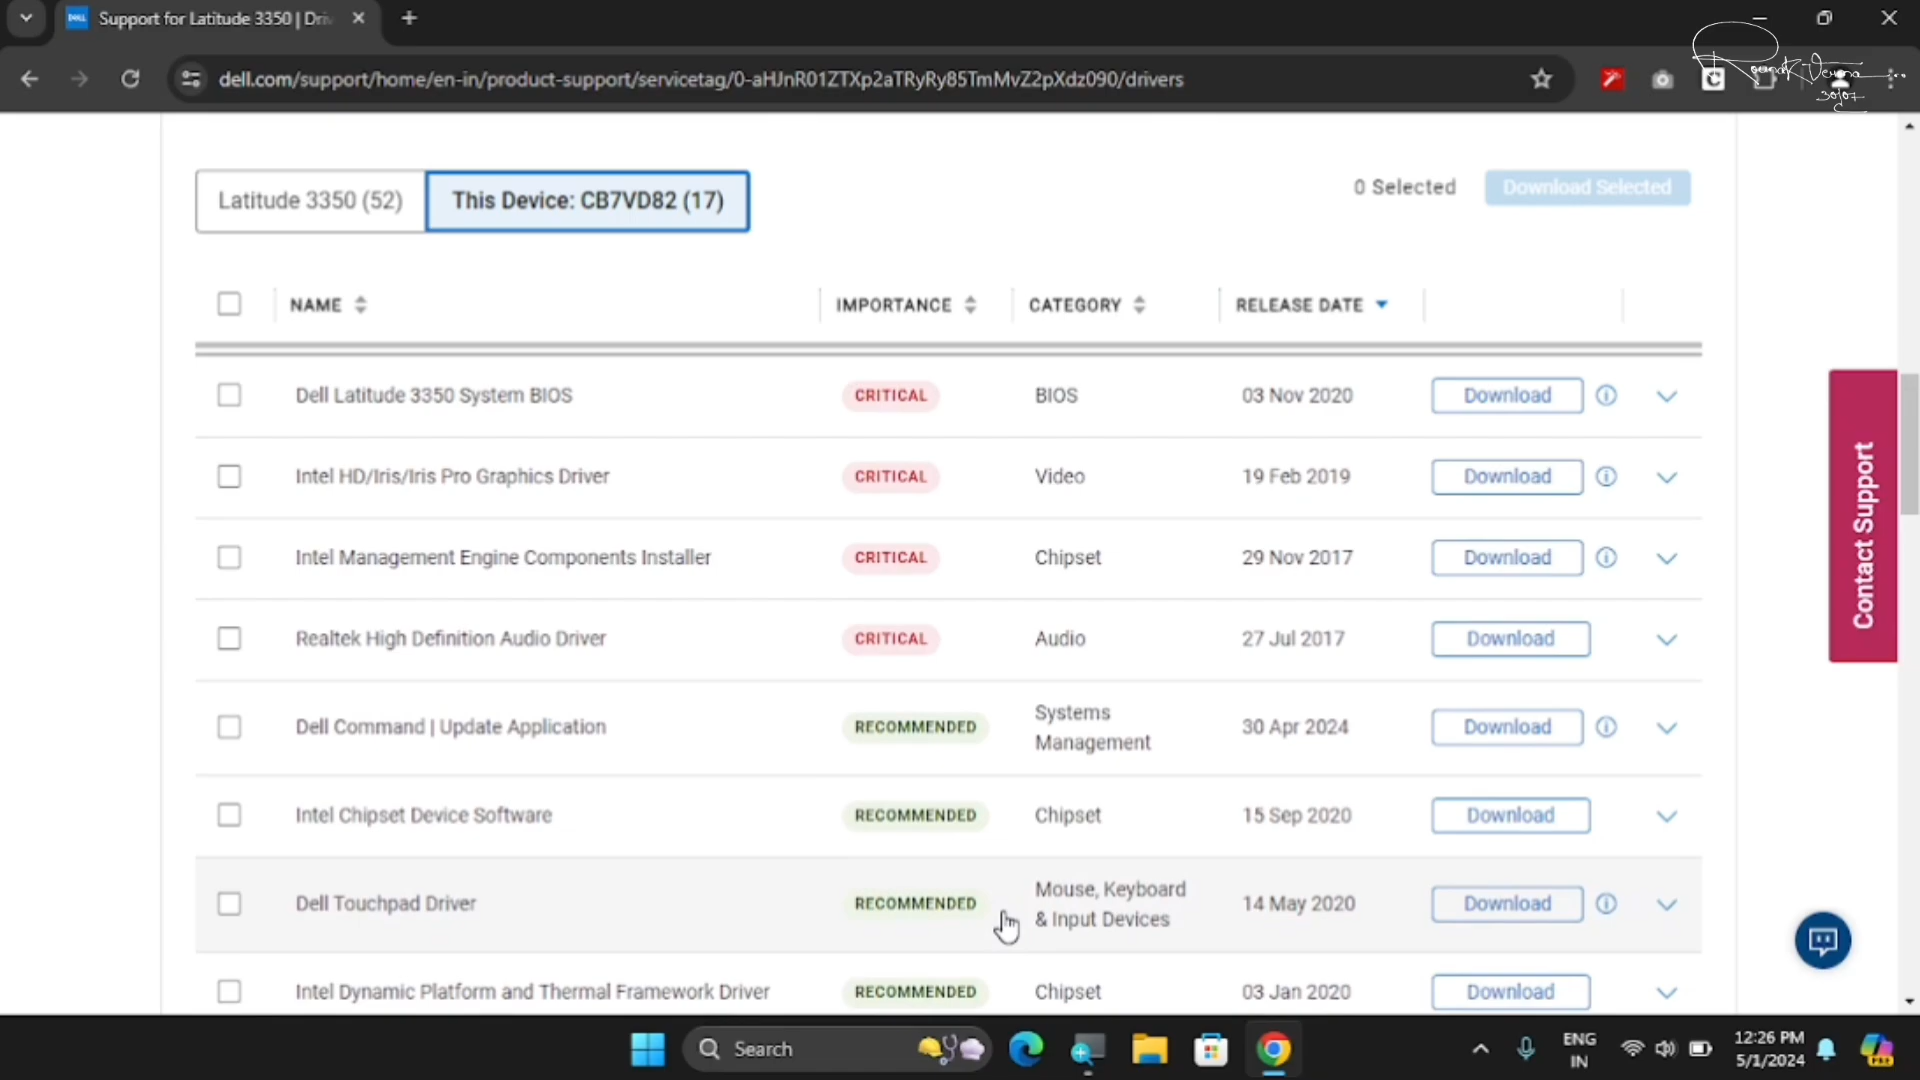 Support for Latitude 3350 | Dri
dell.com/support/home/en-in/product-support/servicetag/0-aHJnR01ZTXp2aTRyRy85TmMvZ2pXdz090/drivers
Latitude 3350 (52)
This Device: CB7VD82 (17)
0 Selected
Download Selected
NAME
IMPORTANCE
CATEGORY
RELEASE DATE
Dell Latitude 3350 System BIOS
CRITICAL
BIOS
03 Nov 2020
Download
Intel HD/Iris/Iris Pro Graphics Driver
CRITICAL
Video
19 Feb 2019
Download
Intel Management Engine Components Installer
CRITICAL
Chipset
29 Nov 2017
Download
Realtek High Definition Audio Driver
CRITICAL
Audio
27 Jul 2017
Download
Dell Command | Update Application
RECOMMENDED
Systems
Management
30 Apr 2024
Download
Intel Chipset Device Software
RECOMMENDED
Chipset
15 Sep 2020
Download
Dell Touchpad Driver
RECOMMENDED
Mouse, Keyboard
& Input Devices
14 May 2020
Download
Intel Dynamic Platform and Thermal Framework Driver
RECOMMENDED
Chipset
03 Jan 2020
Download
Contact Support
Search
ENG
IN
12:26 PM
5/1/2024